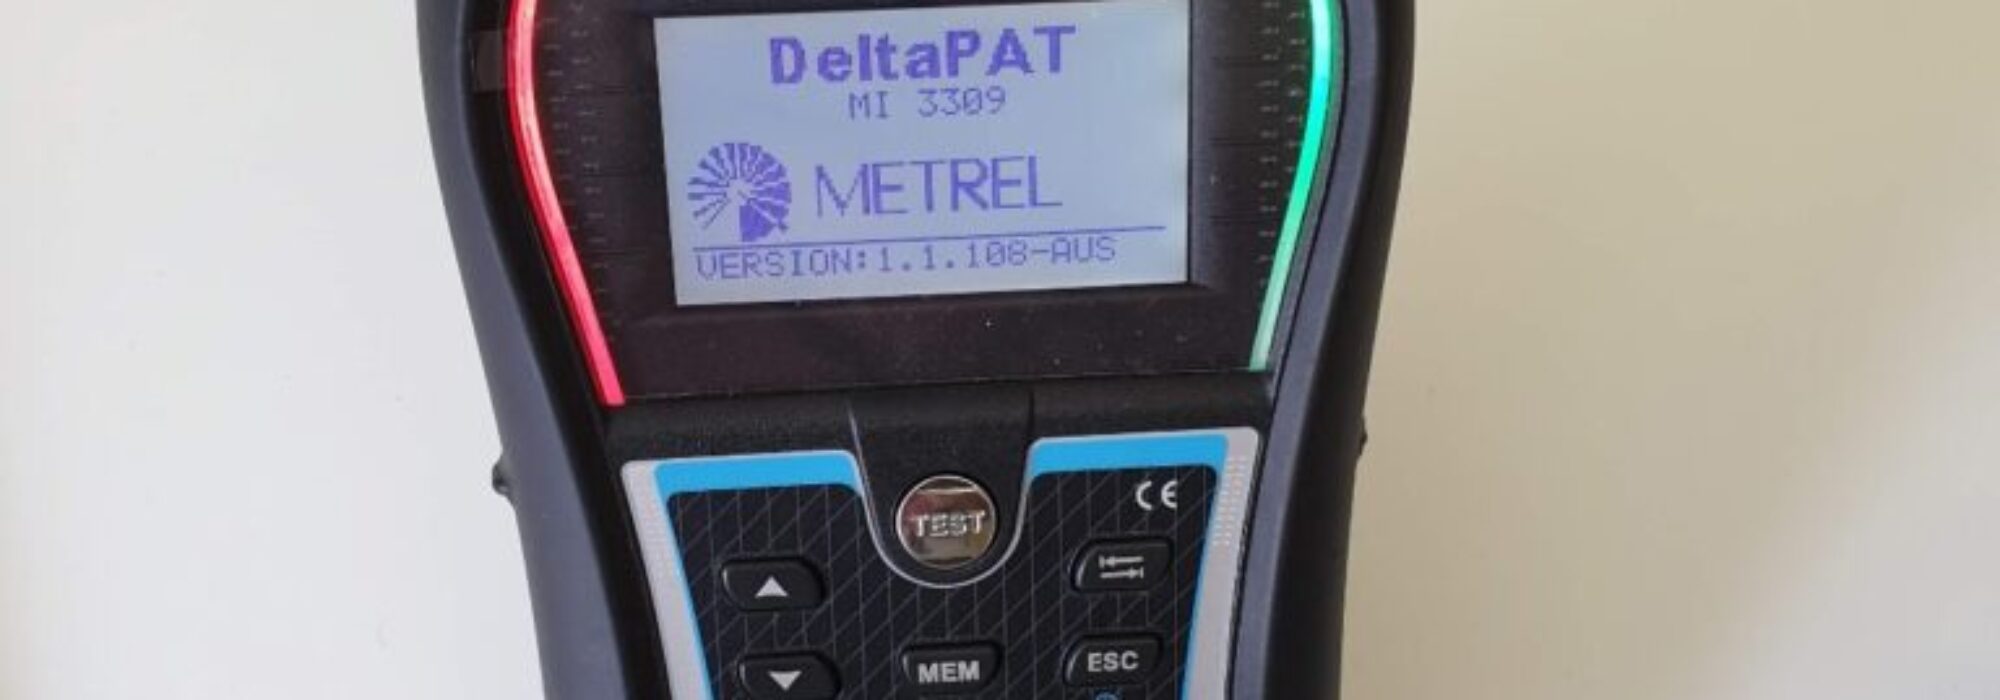 DeltaPAT
MI 3309
METREL
VERSION:1.1.108-AUS
TEST
CE
MEM
ESC